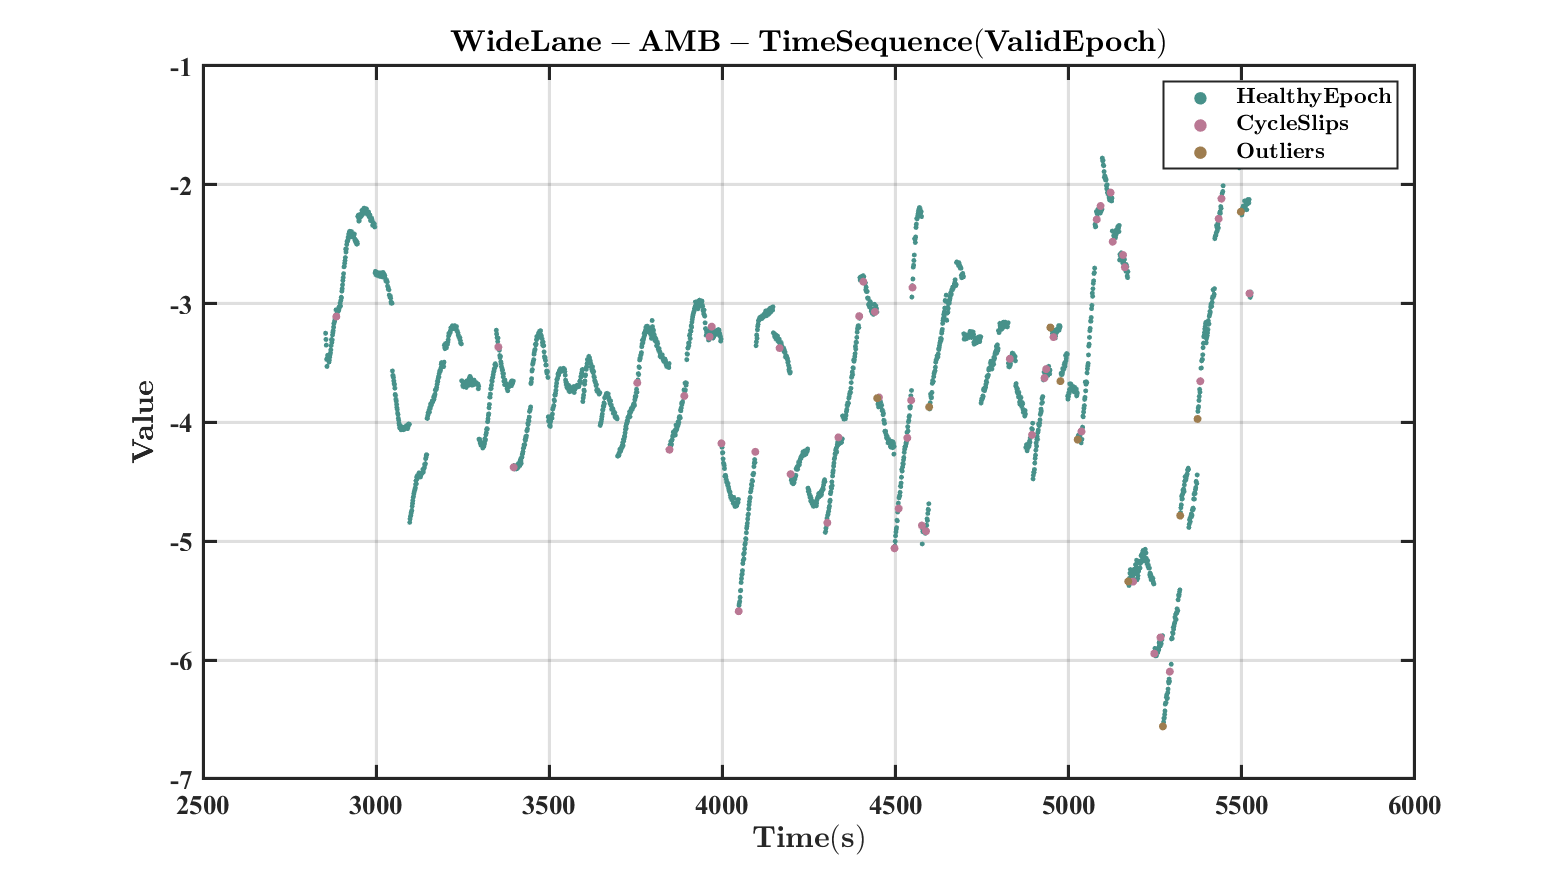 WideLane − AMB − TimeSequence(ValidEpoch)
-1
-2
-3
-4
-5
-6
-7
Value
HealthyEpoch
CycleSlips
Outliers
2500 3000 3500 4000 4500 5000 5500 6000
Time(s)